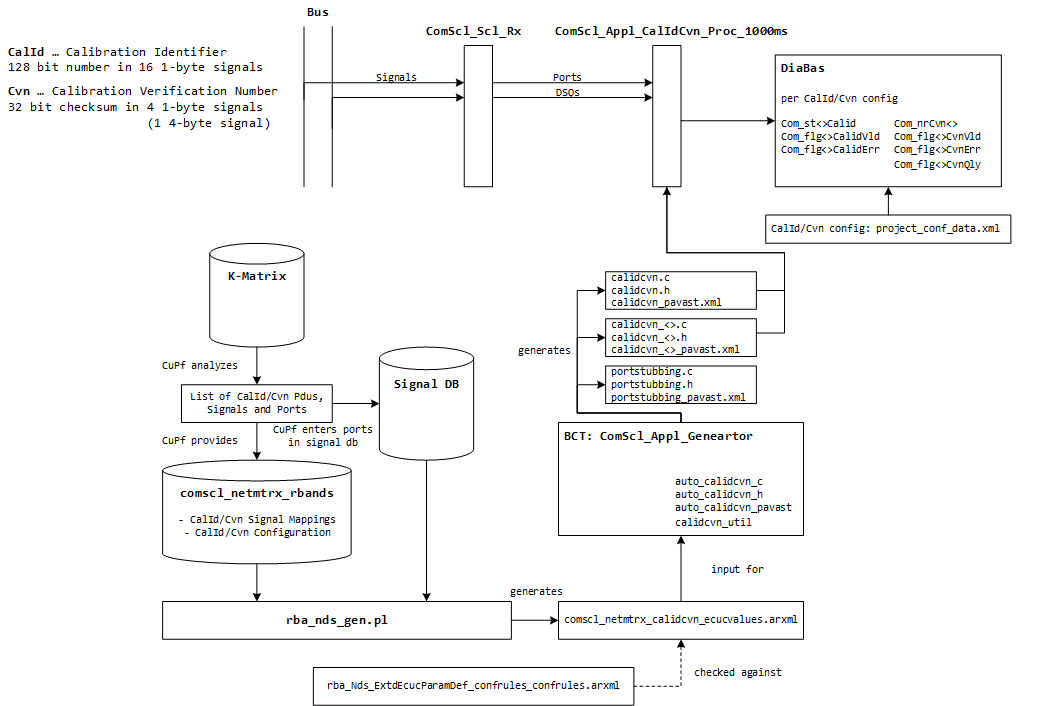 Bus
CalId … Calibration Identifier
128 bit number in 16 1-byte signals
Cvn … Calibration Verification Number
32 bit checksum in 4 1-byte signals
(1 4-byte signal)
ComScl_Scl_Rx
ComScl_Appl_CalIdCvn_Proc_1000ms
Signals
Ports
DSQs
DiaBas
per CalId/Cvn config
Com_st<>Calid Com_nrCvn<>
Com_flg<>CalidVld Com_flg<>CvnVld
Com_flg<>CalidErr Com_flg<>CvnErr
Com_flg<>CvnQly
CalId/Cvn config: project_conf_data.xml
K-Matrix
CuPf analyzes
List of CalId/Cvn Pdus,
Signals and Ports
CuPf provides
CuPf enters ports
in signal db
Signal DB
comscl_netmtrx_rbands
- CalId/Cvn Signal Mappings
- CalId/Cvn Configuration
rba_nds_gen.pl
generates
calidcvn.c
calidcvn.h
calidcvn_pavast.xml
calidcvn_<>.c
calidcvn_<>.h
calidcvn_<>_pavast.xml
generates
portstubbing.c
portstubbing.h
portstubbing_pavast.xml
BCT: ComScl_Appl_Geneartor
auto_calidcvn_c
auto_calidcvn_h
auto_calidcvn_pavast
calidcvn_util
input for
comscl_netmtrx_calidcvn_ecucvalues.arxml
checked against
rba_Nds_ExtdEcucParamDef_confrules_confrules.arxml